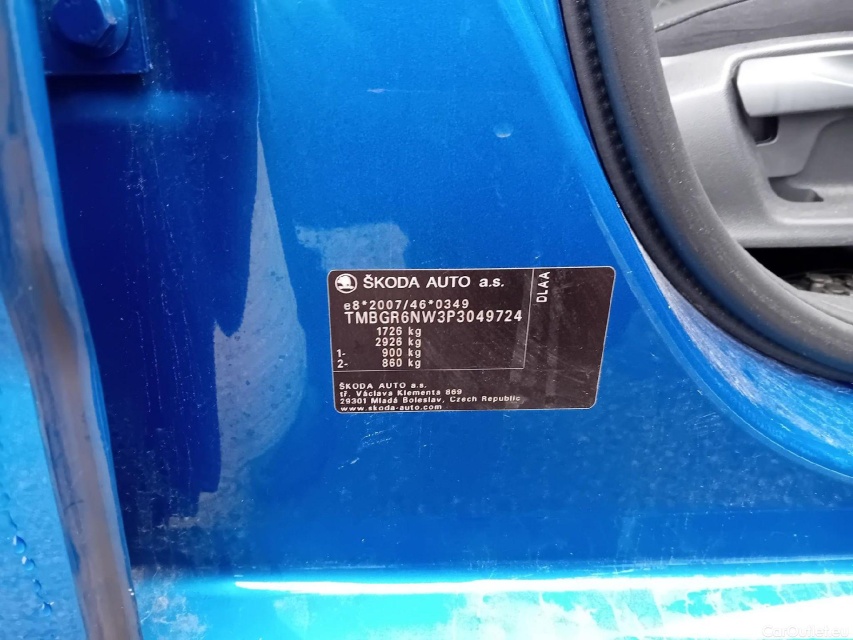 ŠKODA AUTO a.s.
DLAA
e8*2007/46*0349
TMBGR6NW3P3049724
1726 kg
2926 kg
1- 900 kg
2- 860 kg
ŠKODA AUTO a.s.
tř. Václava Klementa 869
29301 Mladá Boleslav, Czech Republic
www.skoda-auto.com